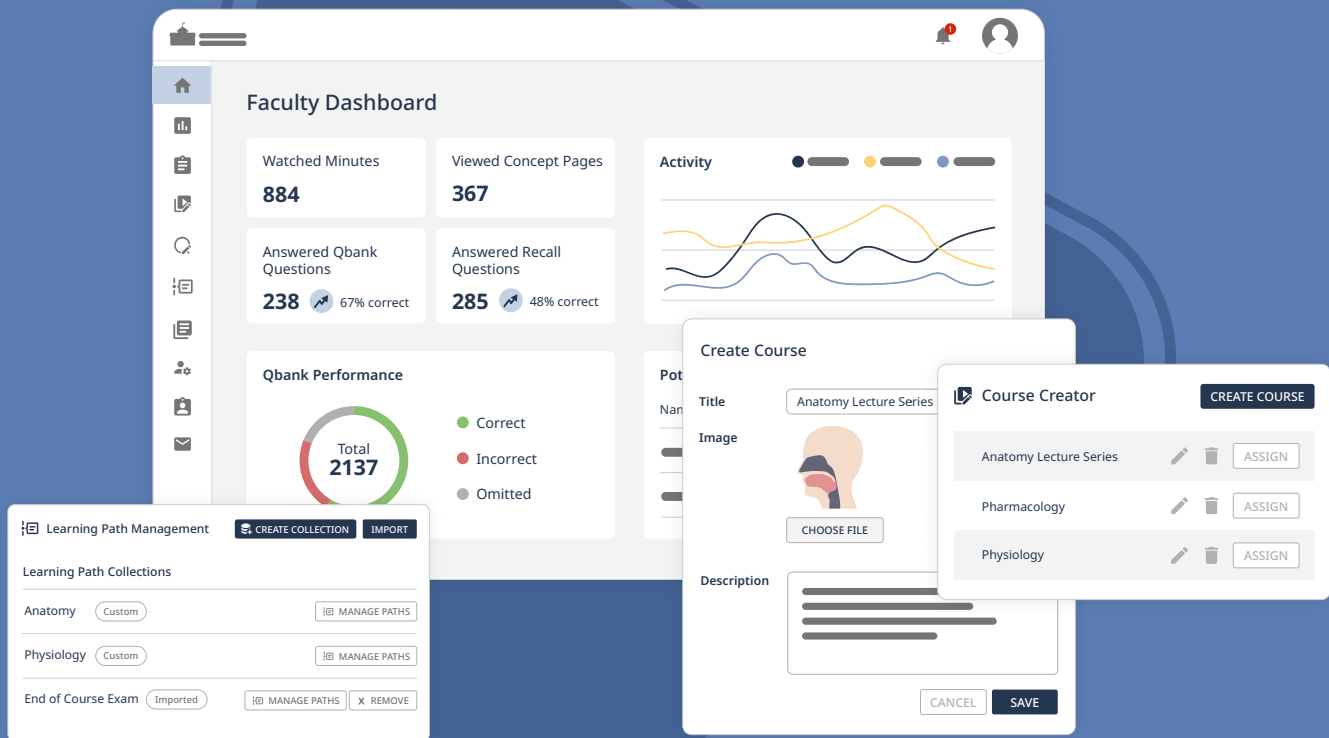 1
Faculty Dashboard
Watched Minutes
884
Viewed Concept Pages
367
Answered Qbank
Questions
238
67% correct
Answered Recall
Questions
285
48% correct
Activity
Qbank Performance
Total
2137
Correct
Incorrect
Omitted
Pot
Nan
Learning Path Management
CREATE COLLECTION
IMPORT
Learning Path Collections
Anatomy
Custom
MANAGE PATHS
Physiology
Custom
MANAGE PATHS
End of Course Exam
Imported
MANAGE PATHS
X REMOVE
Create Course
Title
Anatomy Lecture Series
Image
CHOOSE FILE
Description
CANCEL
SAVE
Course Creator
CREATE COURSE
Anatomy Lecture Series
ASSIGN
Pharmacology
ASSIGN
Physiology
ASSIGN